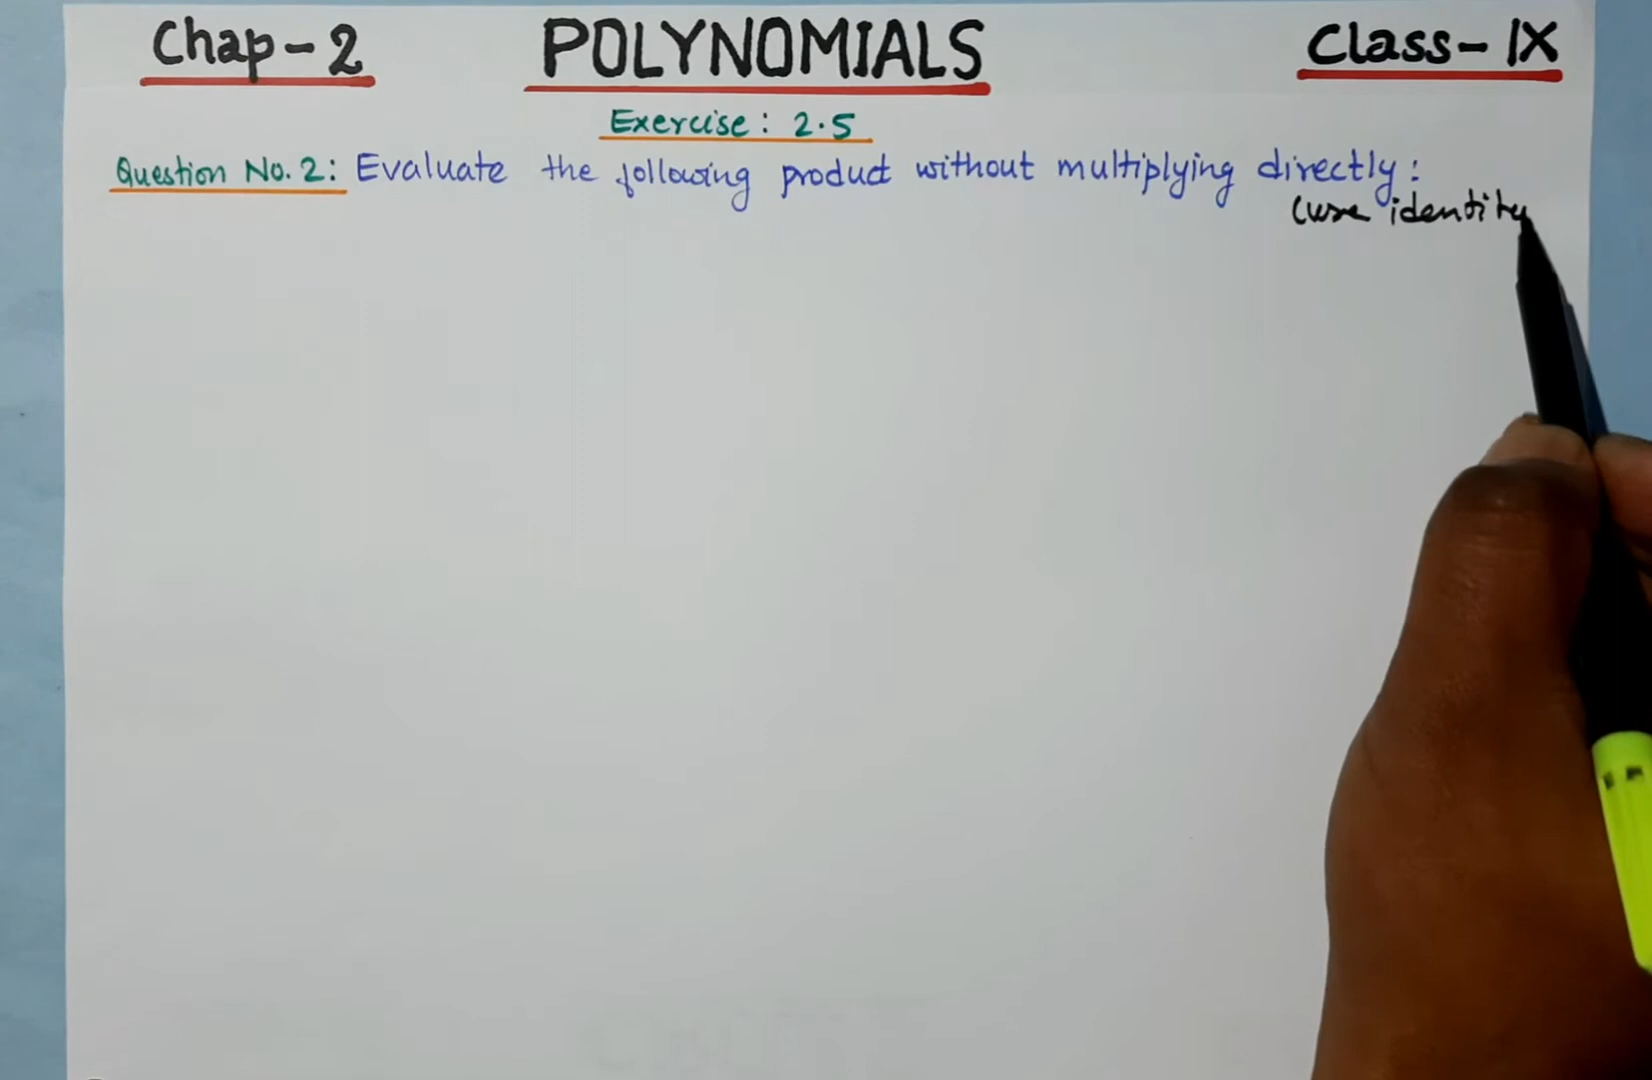 Chap-2 POLYNOMIALS Class-IX
Exercise: 2.5
Question No. 2: Evaluate the following product without multiplying directly:
(use identity